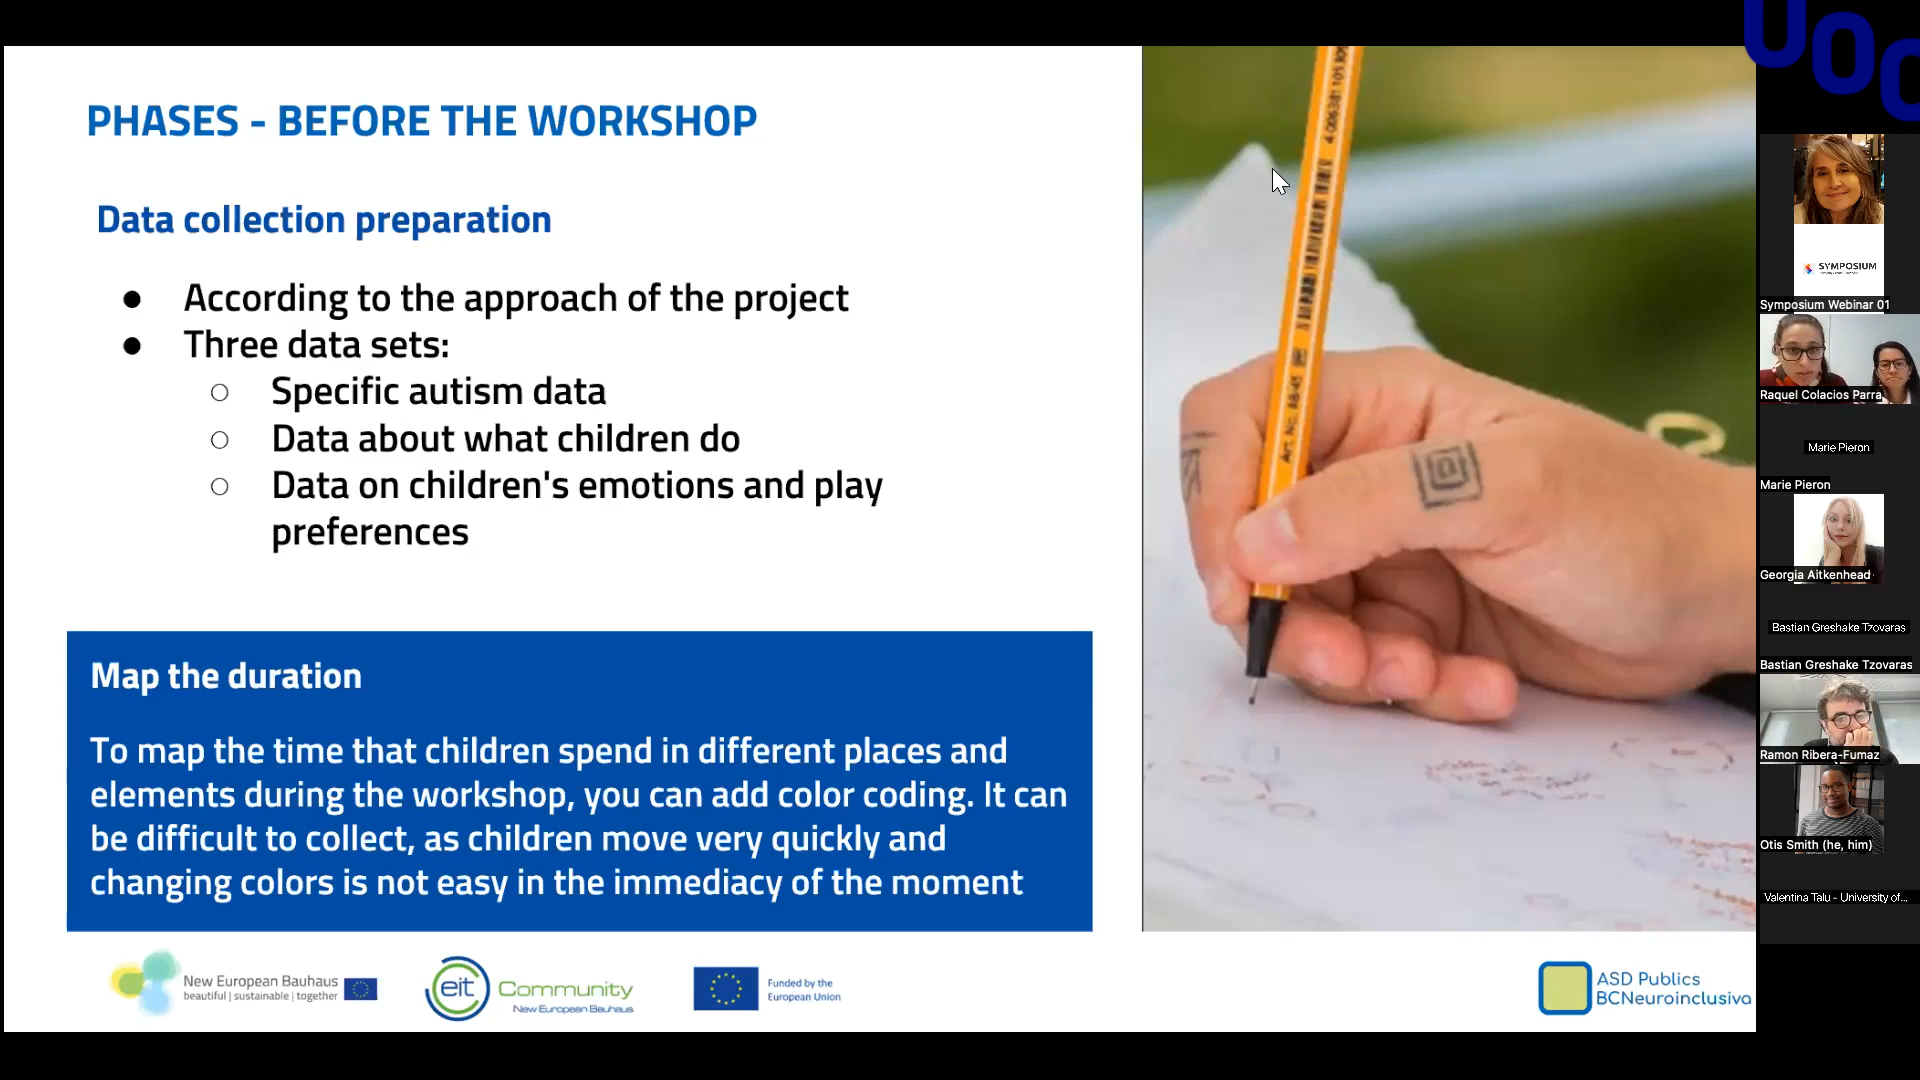 UOC
PHASES - BEFORE THE WORKSHOP
Data collection preparation
● According to the approach of the project
● Three data sets:
○ Specific autism data
○ Data about what children do
○ Data on children's emotions and play
preferences
Map the duration
To map the time that children spend in different places and
elements during the workshop, you can add color coding. It can
be difficult to collect, as children move very quickly and
changing colors is not easy in the immediacy of the moment
New European Bauhaus
beautiful | sustainable | together
eit Community
New European Bauhaus
Funded by the
European Union
ASD Publics
BCNeuroinclusiva
Art. No. 88/45
SYMPOSIUM
Symposium Webinar 01
Raquel Colacios Parra
Marie Pieron
Marie Pieron
Georgia Aitkenhead
Bastian Greshake Tzovaras
Bastian Greshake Tzovaras
Ramon Ribera-Fumaz
Otis Smith (he, him)
Valentina Talu - University of...